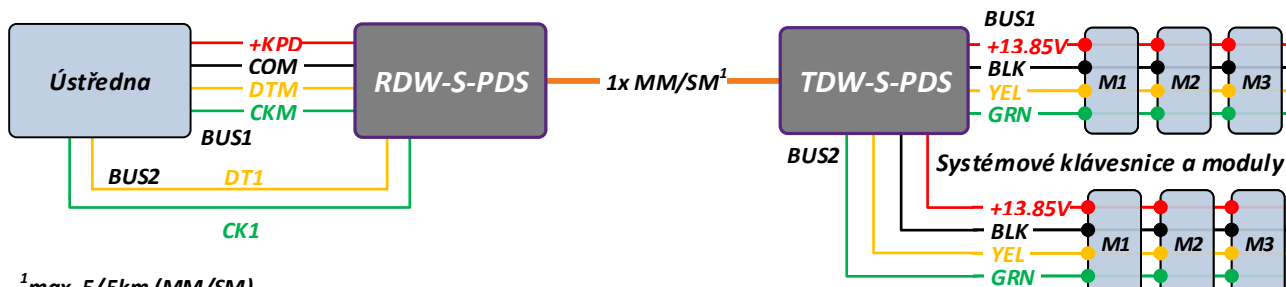 Ústředna
+KPD
COM
DTM
CKM
BUS1
BUS2
DT1
CK1
RDW-S-PDS
1x MM/SM¹
TDW-S-PDS
BUS1
+13.85V
BLK
YEL
GRN
M1 M2 M3
BUS2
Systémové klávesnice a moduly
+13.85V
BLK
YEL
GRN
M1 M2 M3
¹max. 5/5km (MM/SM)